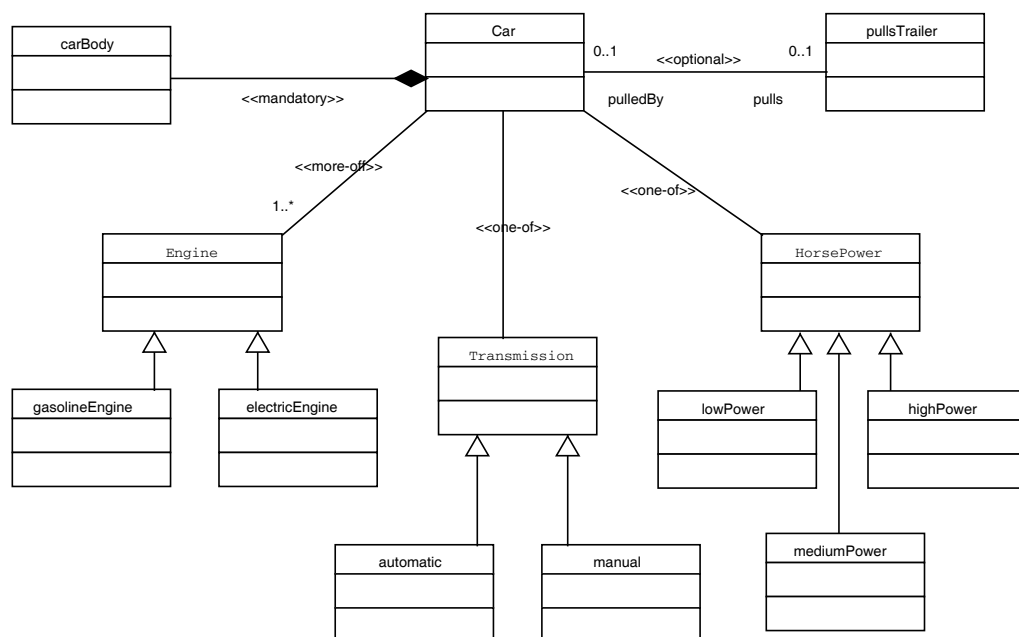 Car
pullsTrailer
carBody
0..1
<<optional>>
0..1
<<mandatory>>
pulledBy
pulls
<<more-off>>
<<one-of>>
1..*
<<one-of>>
Engine
HorsePower
Transmission
gasolineEngine
electricEngine
lowPower
highPower
automatic
manual
mediumPower